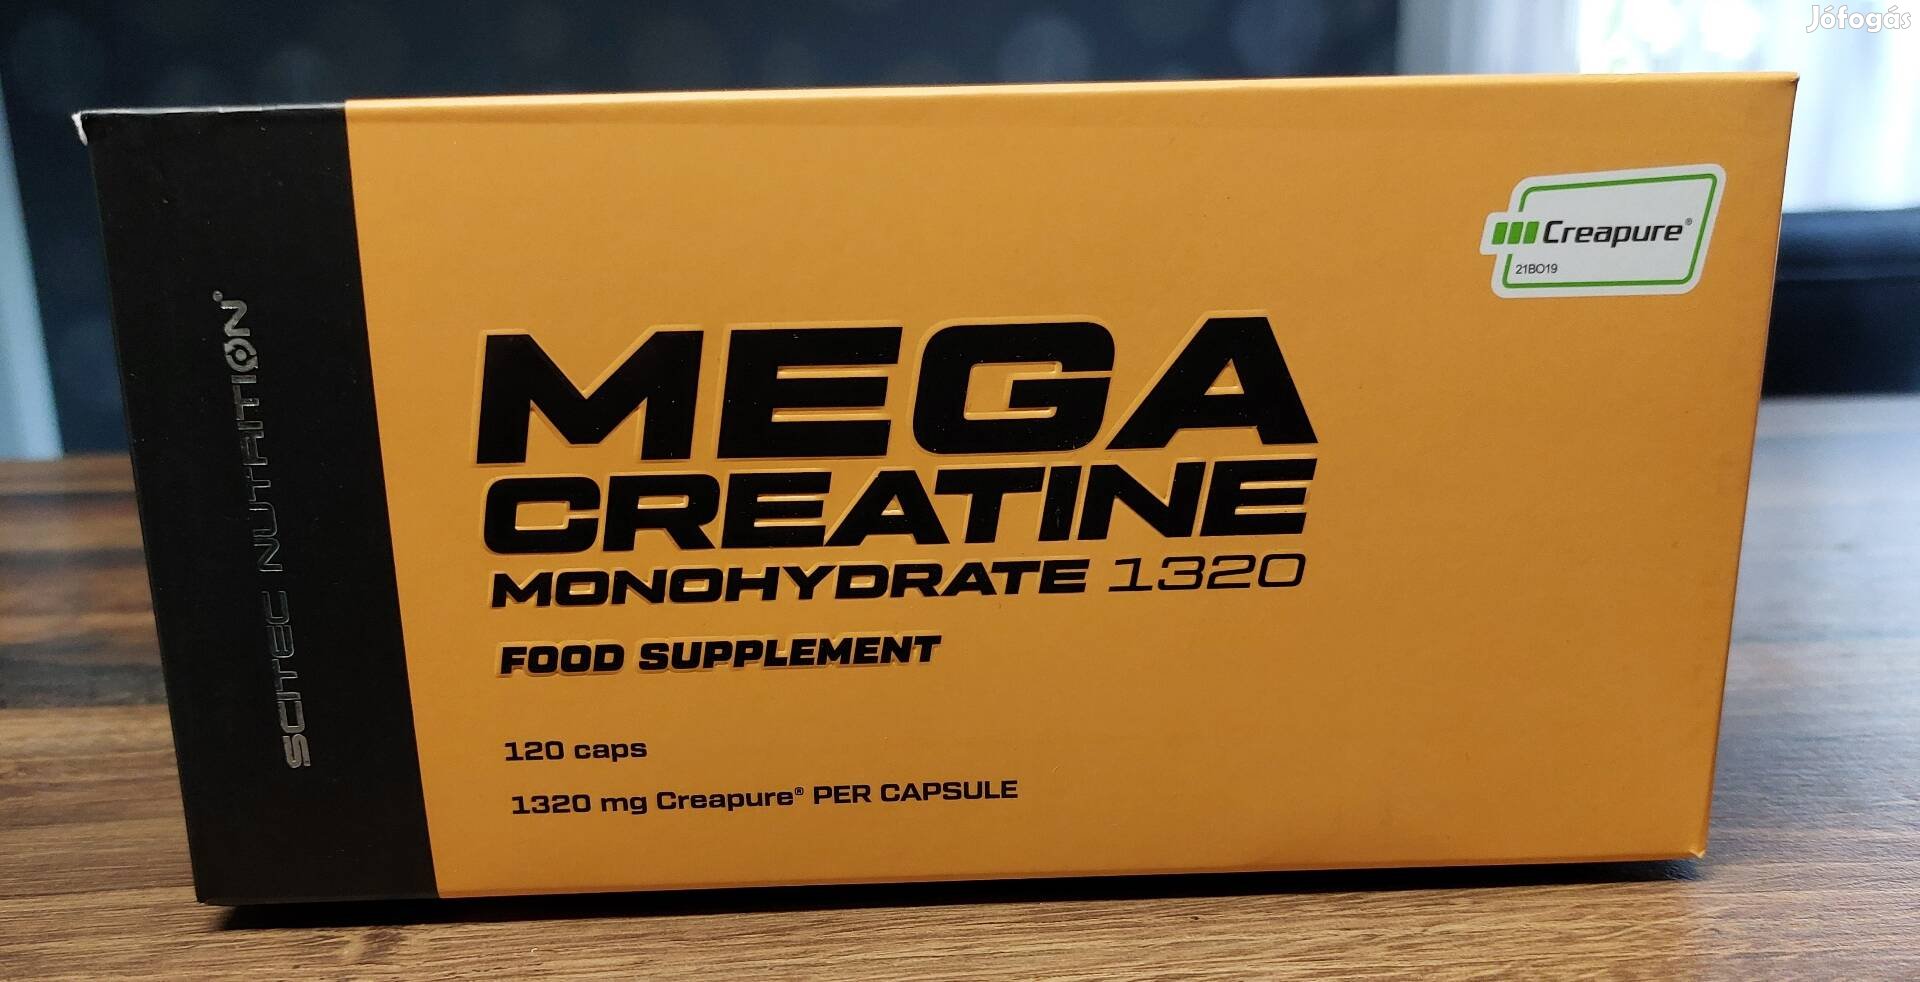 Jófogás
SCITEC NUTRITION®
Creapure®
21BO19
MEGA
CREATINE
MONOHYDRATE 1320
FOOD SUPPLEMENT
120 caps
1320 mg Creapure® PER CAPSULE